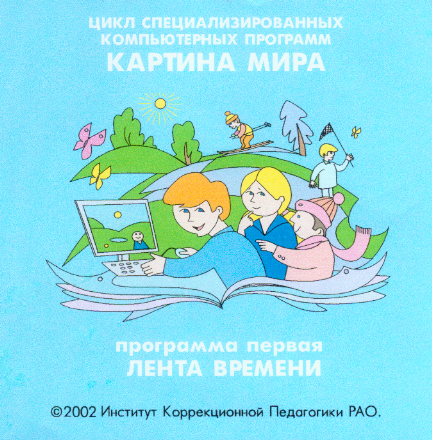 ЦИКЛ СПЕЦИАЛИЗИРОВАННЫХ
КОМПЬЮТЕРНЫХ ПРОГРАММ
КАРТИНА МИРА
программа первая
ЛЕНТА ВРЕМЕНИ
©2002 Институт Коррекционной Педагогики РАО.